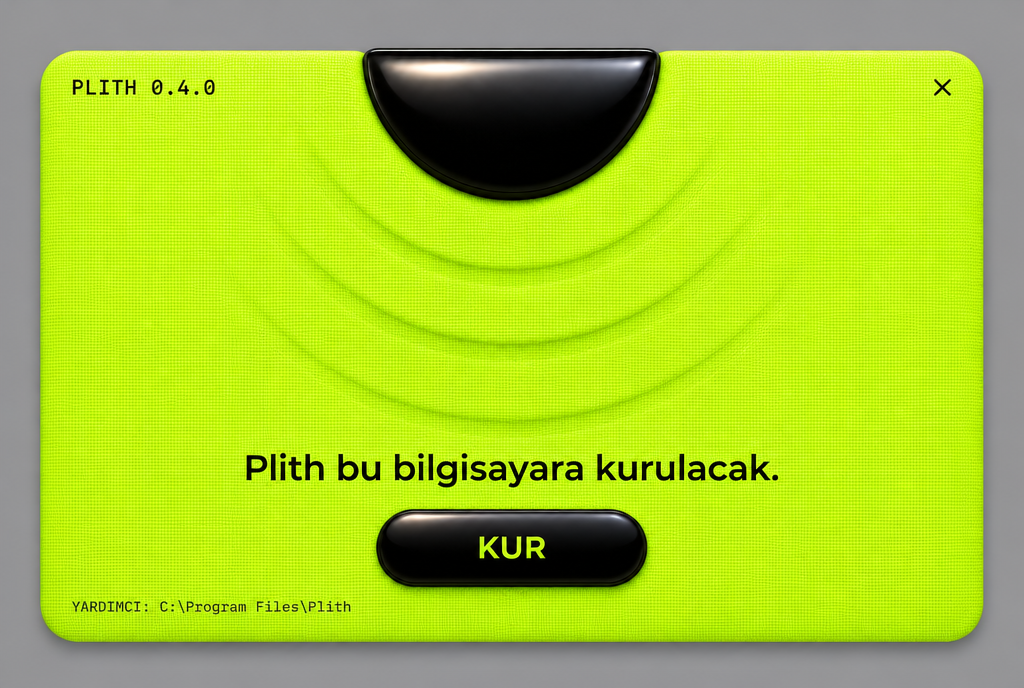 PLITH 0.4.0
Plith bu bilgisayara kurulacak.
KUR
YARDIMCI: C:\Program Files\Plith